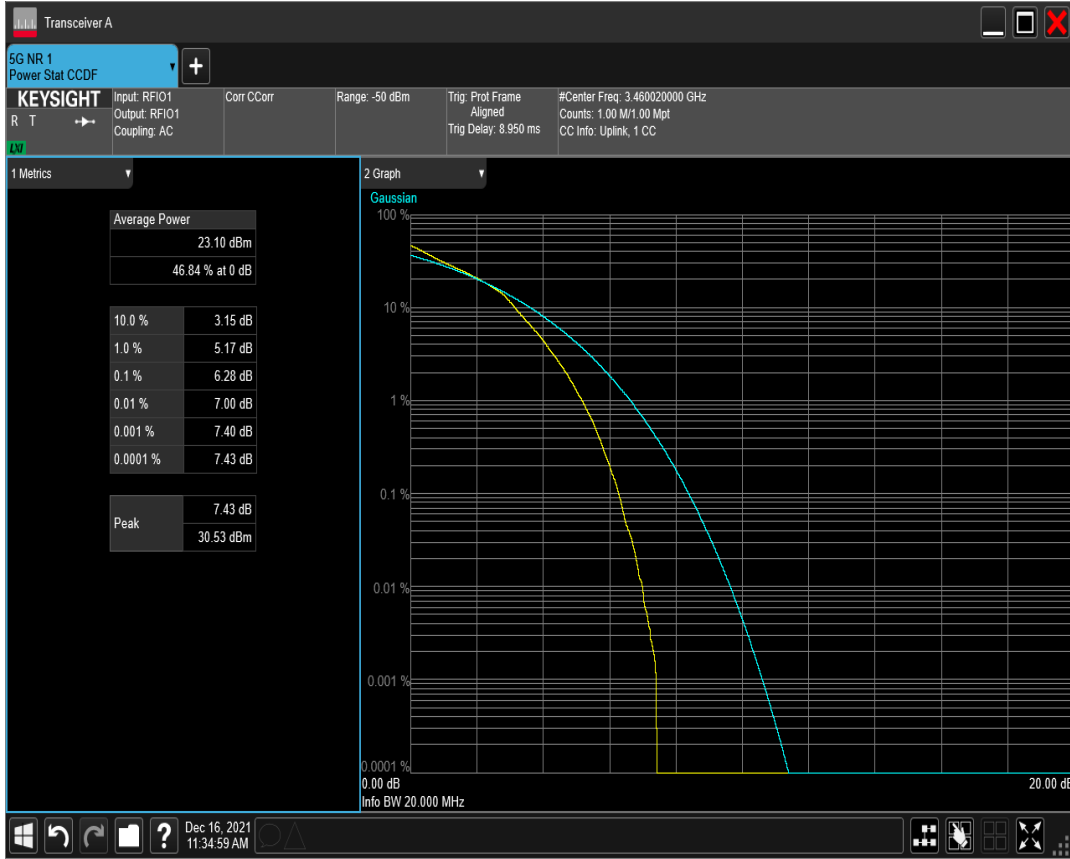 Transceiver A
5G NR 1
Power Stat CCDF
+
KEYSIGHT
R T
LXI
Input: RFIO1
Output: RFIO1
Coupling: AC
Corr CCorr
Range: -50 dBm
Trig: Prot Frame
Aligned
Trig Delay: 8.950 ms
#Center Freq: 3.460020000 GHz
Counts: 1.00 M/1.00 Mpt
CC Info: Uplink, 1 CC
1 Metrics
Average Power
23.10 dBm
46.84 % at 0 dB
10.0 % 3.15 dB
1.0 % 5.17 dB
0.1 % 6.28 dB
0.01 % 7.00 dB
0.001 % 7.40 dB
0.0001 % 7.43 dB
Peak
7.43 dB
30.53 dBm
2 Graph
Gaussian
100 %
10 %
1 %
0.1 %
0.01 %
0.001 %
0.0001 %
0.00 dB 20.00 dB
Info BW 20.000 MHz
?
Dec 16, 2021
11:34:59 AM